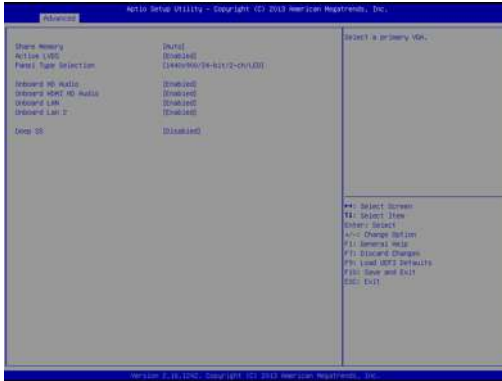 Aptio Setup Utility - Copyright (C) 2013 American Megatrends, Inc.
Advanced
Share Memory [Auto]
Active LVDS [Enabled]
Panel Type Selection [1440x900/24-bit/2-ch/LED]
Onboard HD Audio [Enabled]
Onboard HDMI HD Audio [Enabled]
Onboard LAN [Enabled]
Onboard Lan 2 [Enabled]
Deep S5 [Disabled]
Select a primary VGA.
: Select Screen
: Select Item
Enter: Select
+/-: Change Option
F1: General Help
F7: Discard Changes
F9: Load UEFI Defaults
F10: Save and Exit
ESC: Exit
Version 2.16.1242. Copyright (C) 2013 American Megatrends, Inc.